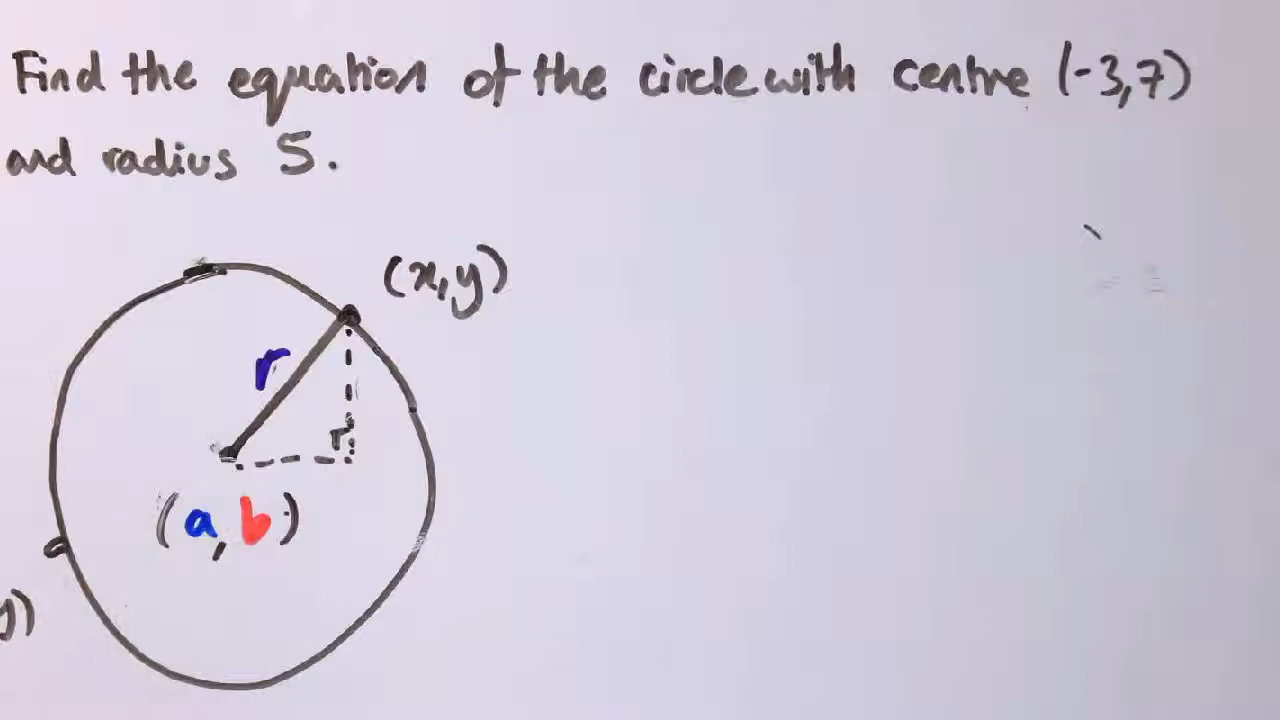 Find the equation of the circle with centre (-3,7)
and radius 5.
(x,y)
r
(a,b)
y)